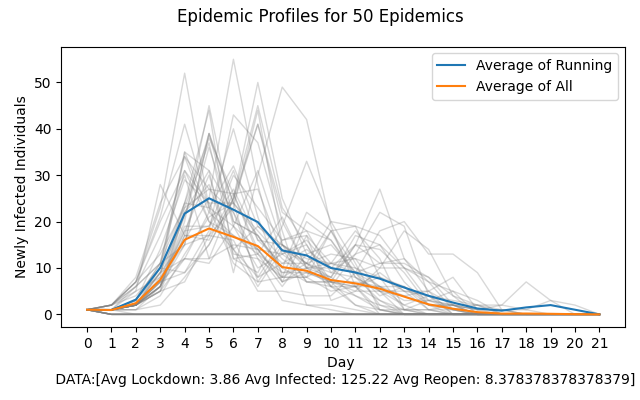 Epidemic Profiles for 50 Epidemics
Average of Running
Average of All
Newly Infected Individuals
50
40
30
20
10
0
0 1 2 3 4 5 6 7 8 9 10 11 12 13 14 15 16 17 18 19 20 21
Day
DATA:[Avg Lockdown: 3.86 Avg Infected: 125.22 Avg Reopen: 8.378378378378379]